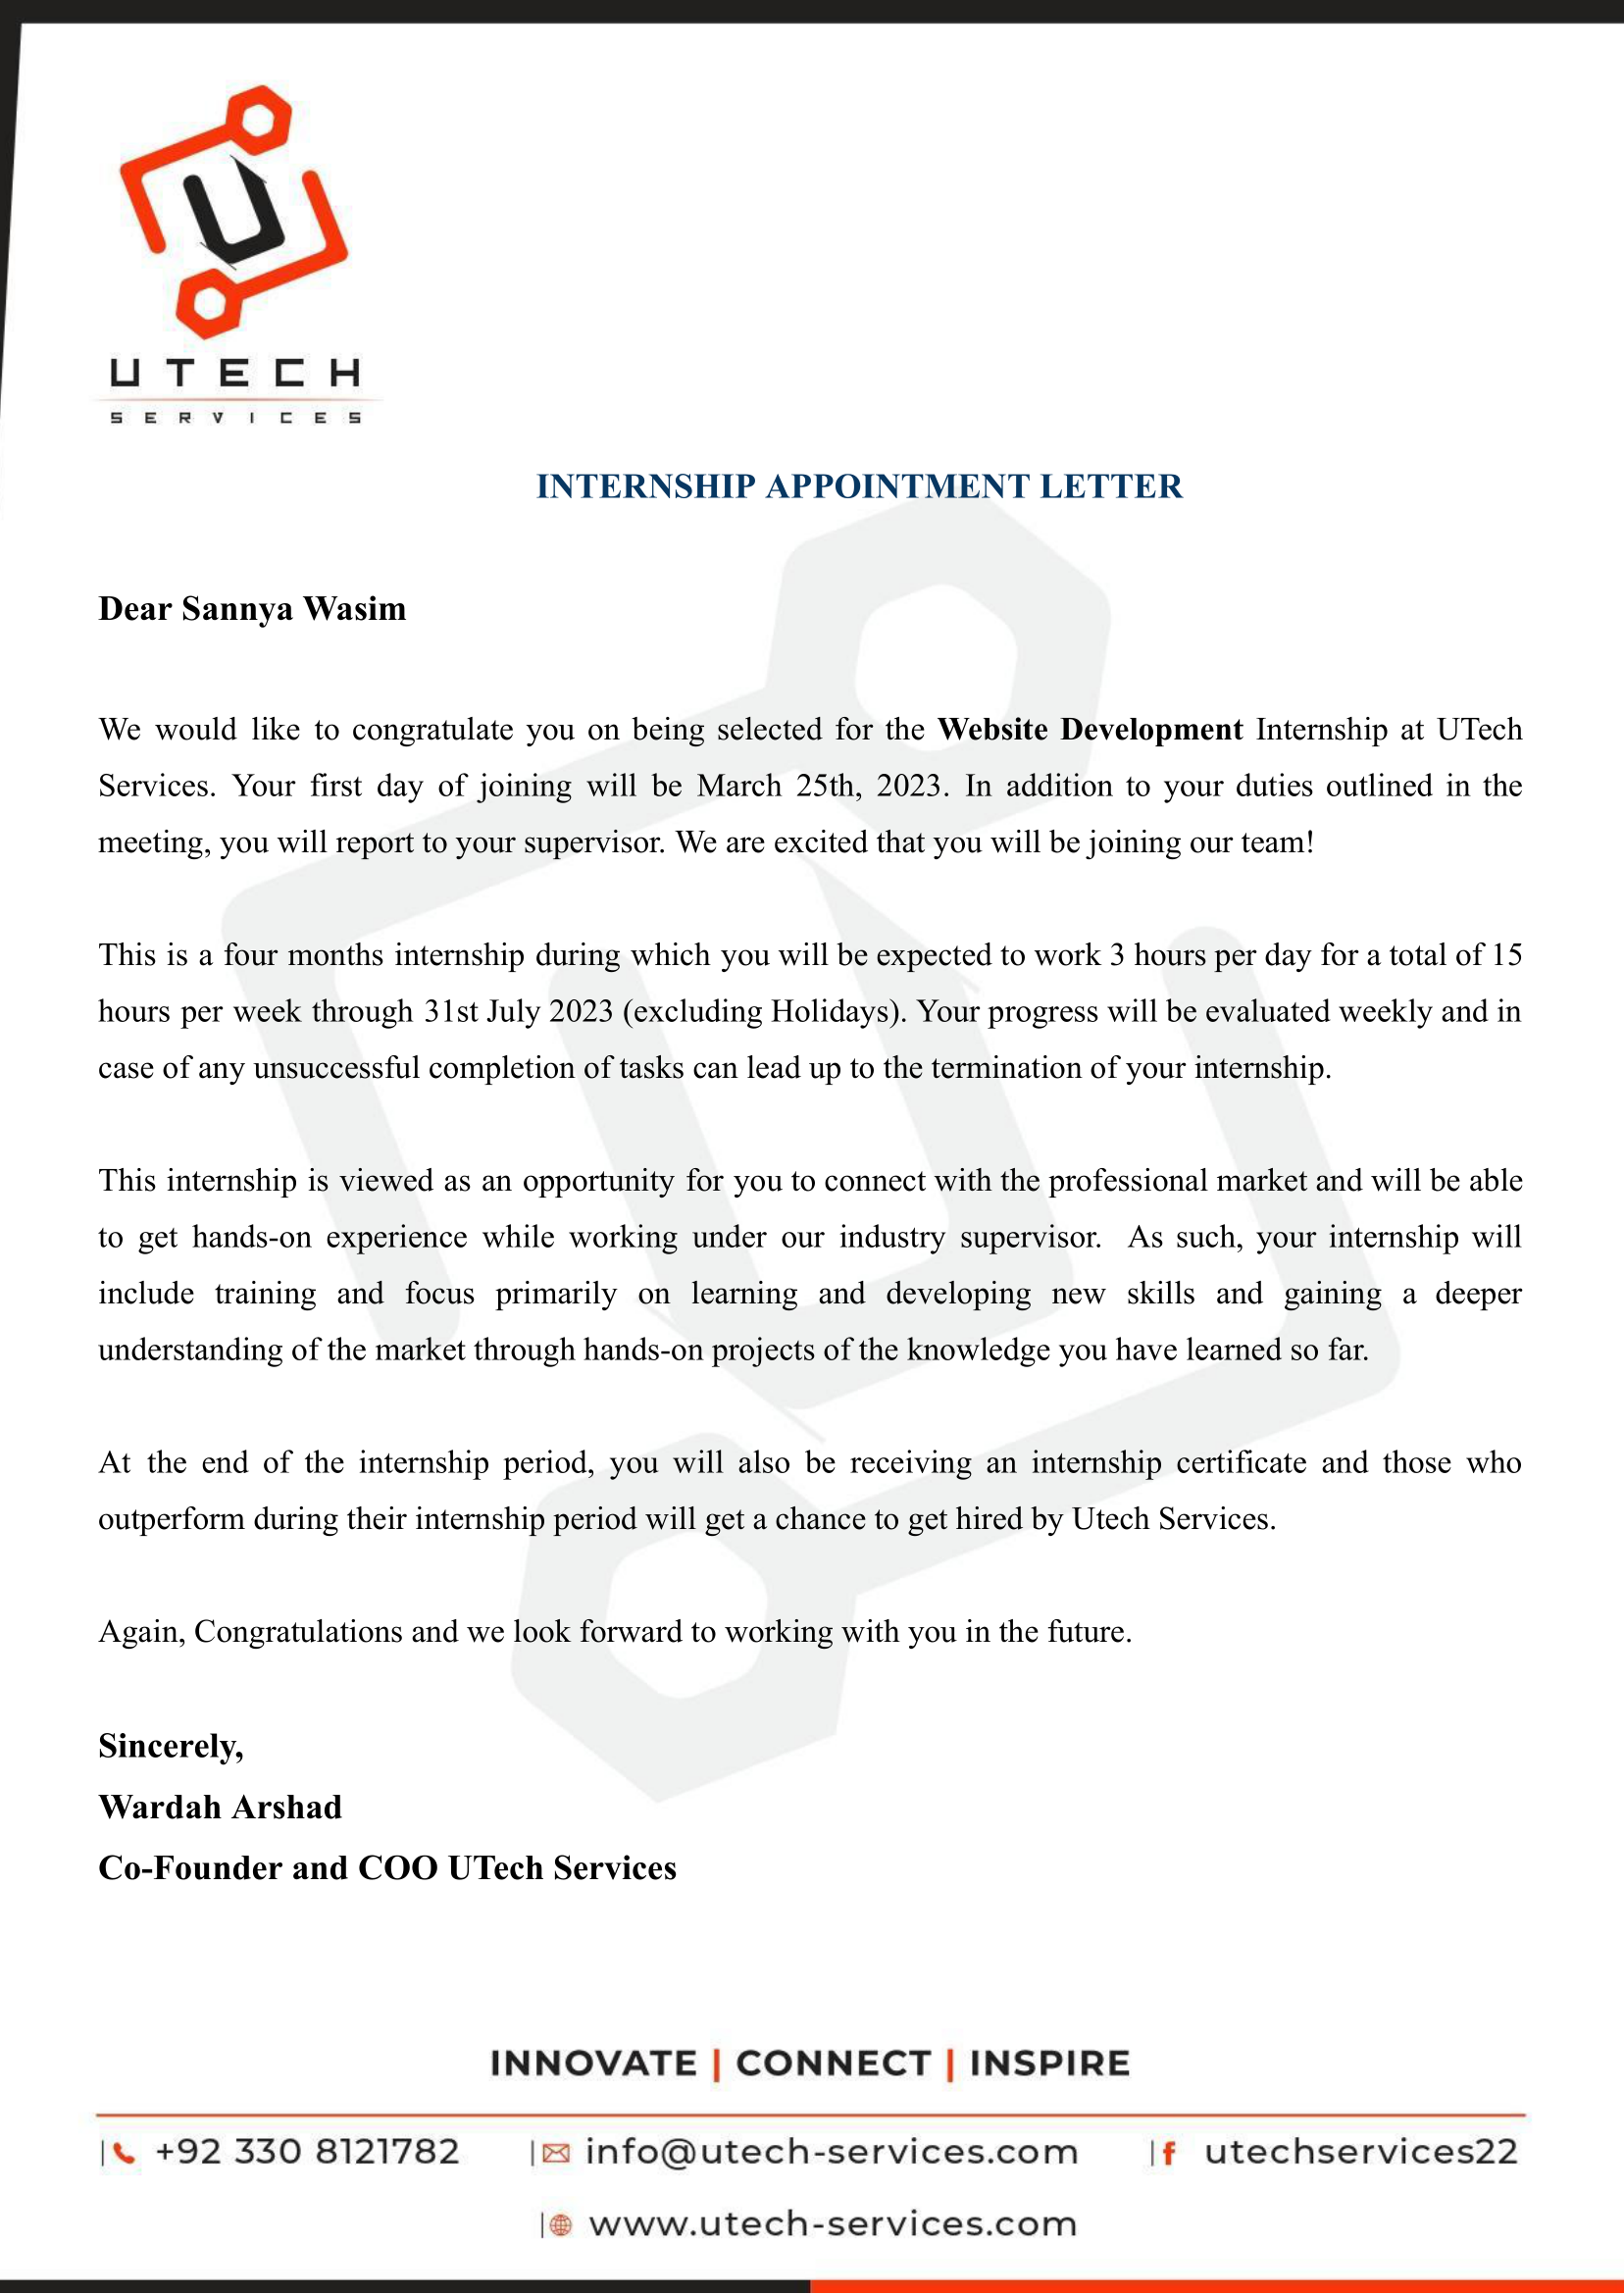 UTECH
SERVICES
INTERNSHIP APPOINTMENT LETTER
Dear Sannya Wasim
We would like to congratulate you on being selected for the Website Development Internship at UTech
Services. Your first day of joining will be March 25th, 2023. In addition to your duties outlined in the
meeting, you will report to your supervisor. We are excited that you will be joining our team!
This is a four months internship during which you will be expected to work 3 hours per day for a total of 15
hours per week through 31st July 2023 (excluding Holidays). Your progress will be evaluated weekly and in
case of any unsuccessful completion of tasks can lead up to the termination of your internship.
This internship is viewed as an opportunity for you to connect with the professional market and will be able
to get hands-on experience while working under our industry supervisor. As such, your internship will
include training and focus primarily on learning and developing new skills and gaining a deeper
understanding of the market through hands-on projects of the knowledge you have learned so far.
At the end of the internship period, you will also be receiving an internship certificate and those who
outperform during their internship period will get a chance to get hired by Utech Services.
Again, Congratulations and we look forward to working with you in the future.
Sincerely,
Wardah Arshad
Co-Founder and COO UTech Services
INNOVATE | CONNECT | INSPIRE
+92 330 8121782 info@utech-services.com utechservices22
www.utech-services.com